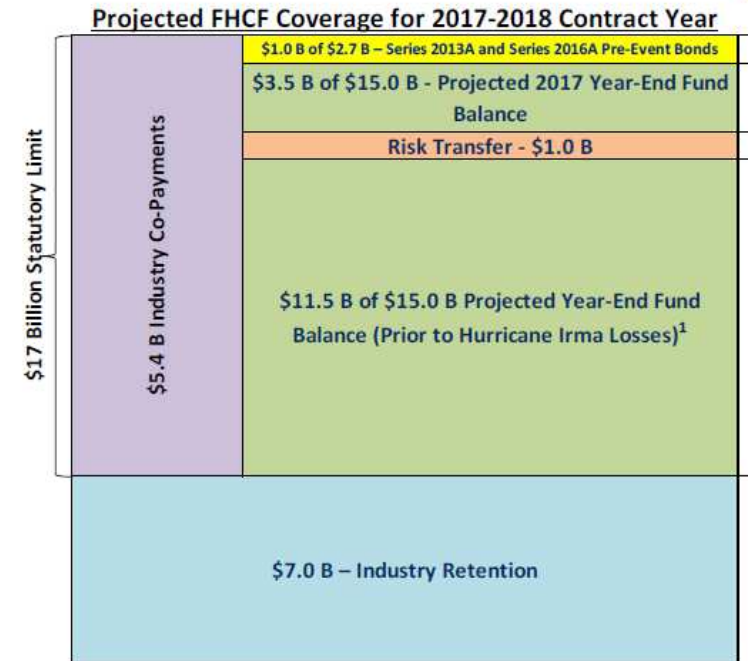 Projected FHCF Coverage for 2017-2018 Contract Year
$17 Billion Statutory Limit
$5.4 B Industry Co-Payments
$1.0 B of $2.7 B – Series 2013A and Series 2016A Pre-Event Bonds
$3.5 B of $15.0 B - Projected 2017 Year-End Fund
Balance
Risk Transfer - $1.0 B
$11.5 B of $15.0 B Projected Year-End Fund
Balance (Prior to Hurricane Irma Losses)¹
$7.0 B – Industry Retention